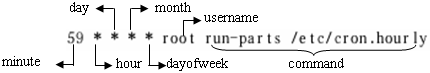 day
month
username
59 * * * * root run-parts /etc/cron.hourly
minute
hour
dayofweek
command